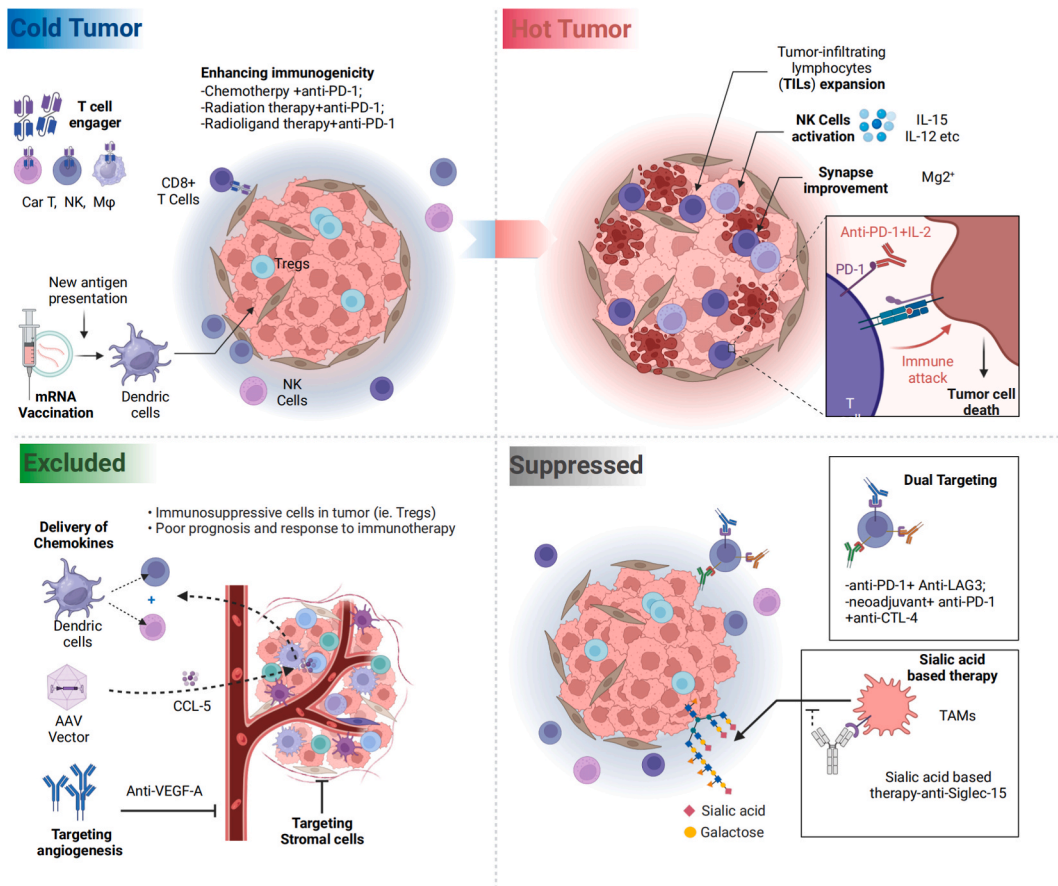 Cold Tumor
Enhancing immunogenicity
-Chemotherpy +anti-PD-1;
-Radiation therapy+anti-PD-1;
-Radioligand therapy+anti-PD-1
T cell
engager
Car T, NK, Mφ
CD8+
T Cells
Tregs
New antigen
presentation
mRNA
Vaccination
Dendric
cells
NK
Cells
Hot Tumor
Tumor-infiltrating
lymphocytes
(TILs) expansion
NK Cells
activation
IL-15
IL-12 etc
Synapse
improvement
Mg2+
Anti-PD-1+IL-2
PD-1
Immune
attack
Tumor cell
death
T
Excluded
• Immunosuppressive cells in tumor (ie. Tregs)
• Poor prognosis and response to immunotherapy
Delivery of
Chemokines
+
Dendric
cells
CCL-5
AAV
Vector
Anti-VEGF-A
Targeting
angiogenesis
Targeting
Stromal cells
Suppressed
Dual Targeting
-anti-PD-1+ Anti-LAG3;
-neoadjuvant+ anti-PD-1
+anti-CTL-4
Sialic acid
based therapy
TAMs
Sialic acid based
therapy-anti-Siglec-15
Sialic acid
Galactose